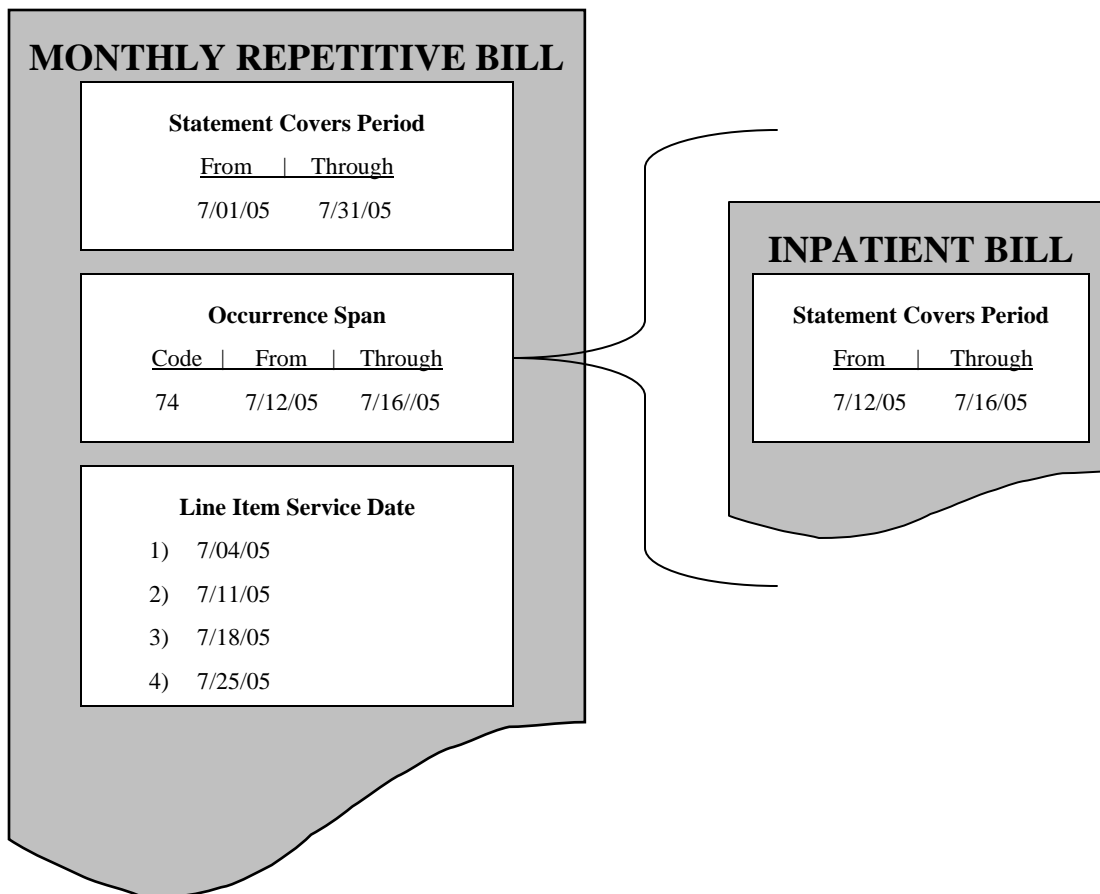 MONTHLY REPETITIVE BILL
Statement Covers Period
From | Through
7/01/05 7/31/05
Occurrence Span
Code | From | Through
74 7/12/05 7/16//05
Line Item Service Date
1) 7/04/05
2) 7/11/05
3) 7/18/05
4) 7/25/05
INPATIENT BILL
Statement Covers Period
From | Through
7/12/05 7/16/05